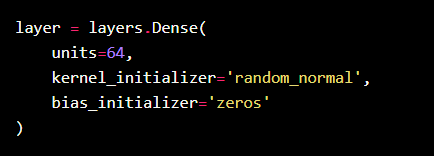 layer = layers.Dense(
    units=64,
    kernel_initializer='random_normal',
    bias_initializer='zeros'
)